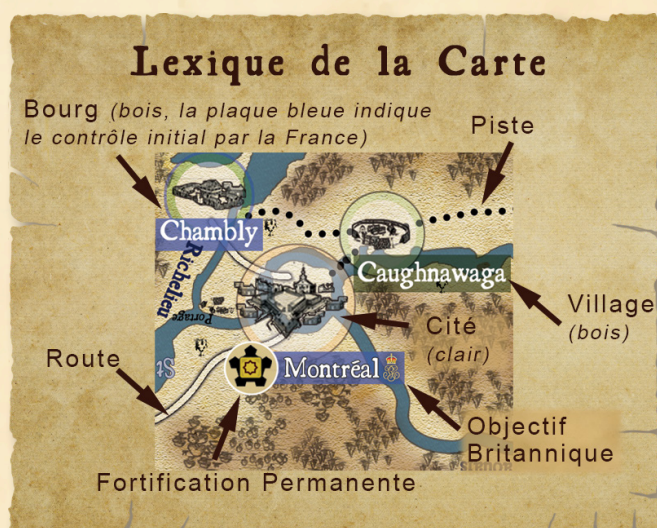 Lexique de la Carte
Bourg (bois, la plaque bleue indique
le contrôle initial par la France)
Piste
Chambly
Richelieu
Caughnawaga
Portage
Village
(bois)
Cité
(clair)
Route
Montréal
Objectif
Britannique
Fortification Permanente